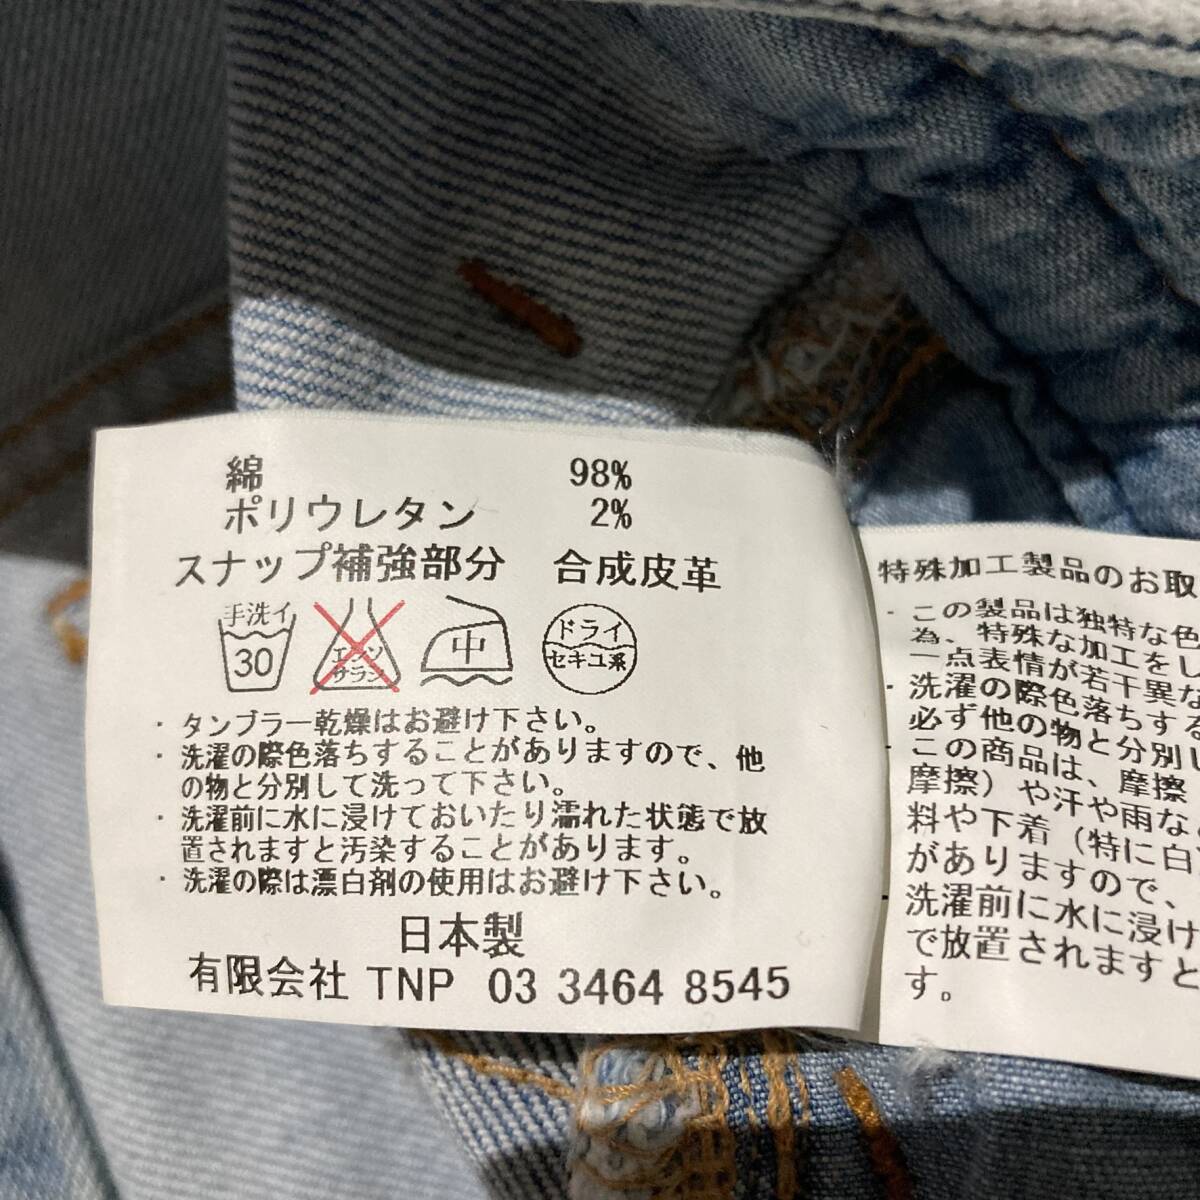 綿 98%
ポリウレタン 2%
スナップ補強部分 合成皮革
手洗イ
30
エンソ
サラシ
中
ドライ
セキユ系
・タンブラー乾燥はお避け下さい。
・洗濯の際色落ちすることがありますので、他
の物と分別して洗って下さい。
・洗濯前に水に浸けておいたり濡れた状態で放
置されますと汚染することがあります。
・洗濯の際は漂白剤の使用はお避け下さい。
日本製
有限会社 TNP 03 3464 8545
特殊加工製品のお取
・この製品は独特な色
為、特殊な加工をし
一点表情が若干異な
・洗濯の際色落ちする
必ず他の物と分別し
・この商品は、摩擦
摩擦）や汗や雨な
料や下着（特に白
がありますので、
洗濯前に水に浸け
で放置されますと
す。